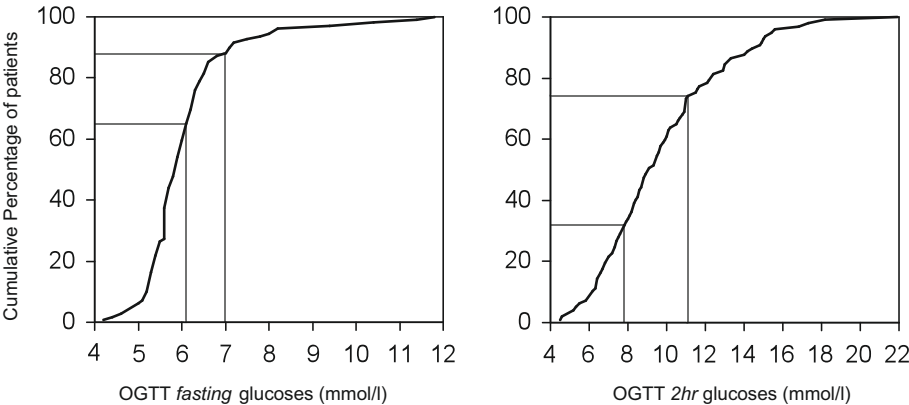 Cumulative Percentage of patients
100
80
60
40
20
0
4 5 6 7 8 9 10 11 12
OGTT fasting glucoses (mmol/l)
100
80
60
40
20
0
4 6 8 10 12 14 16 18 20 22
OGTT 2hr glucoses (mmol/l)